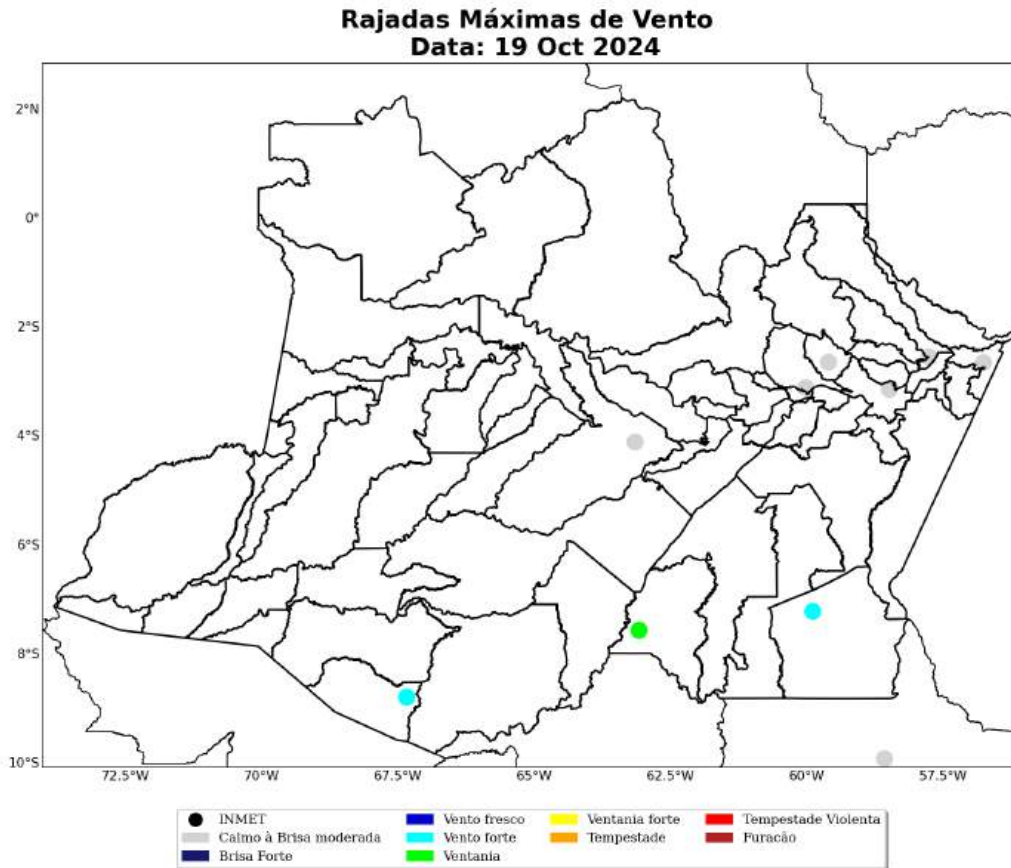 Rajadas Máximas de Vento
Data: 19 Oct 2024
2°N
0°
2°S
4°S
6°S
8°S
10°S
72.5°W 70°W 67.5°W 65°W 62.5°W 60°W 57.5°W
INMET Vento fresco Ventania forte Tempestade Violenta
Calmo à Brisa moderada Vento forte Tempestade Furacão
Brisa Forte Ventania